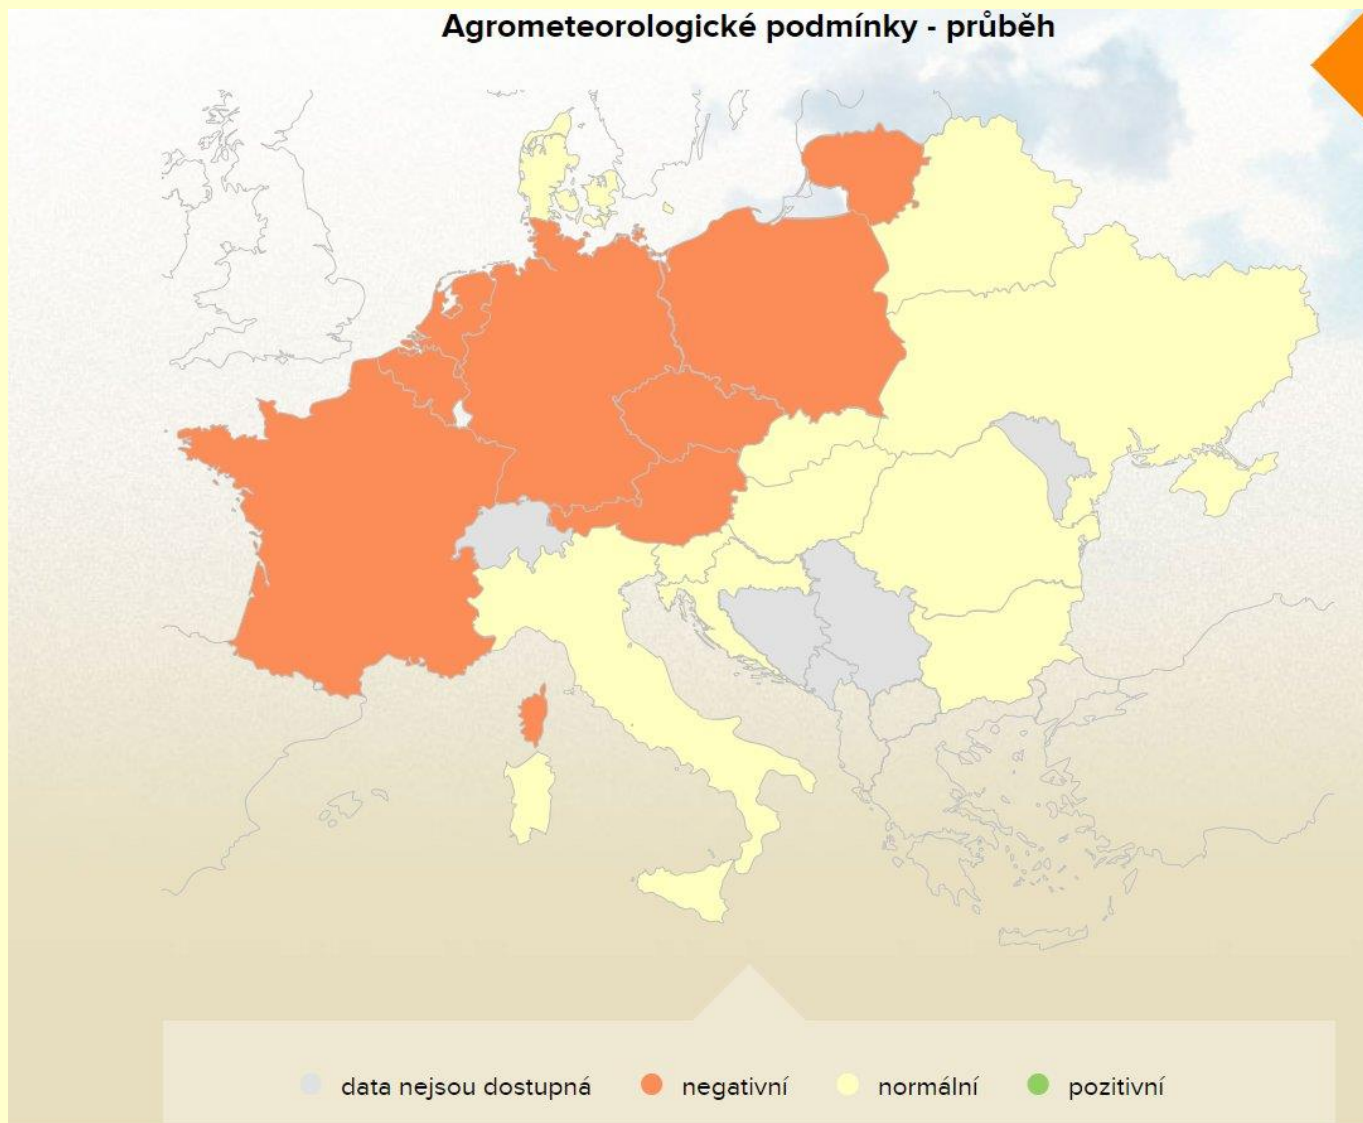 Agrometeorologické podmínky - průběh
data nejsou dostupná negativní normální pozitivní